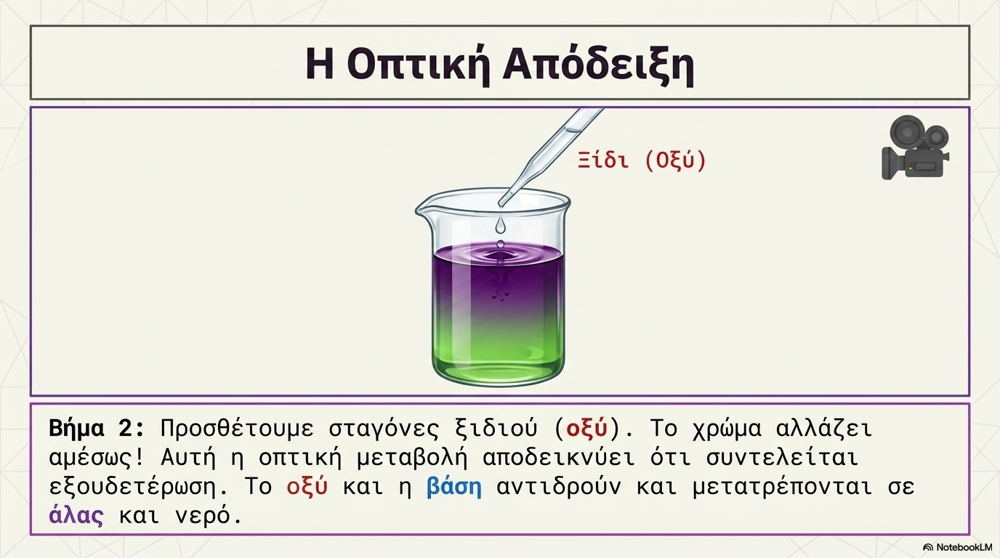 Η Οπτική Απόδειξη
Ξίδι (Οξύ)
Βήμα 2: Προσθέτουμε σταγόνες ξιδιού (οξύ). Το χρώμα αλλάζει
αμέσως! Αυτή η οπτική μεταβολή αποδεικνύει ότι συντελείται
εξουδετέρωση. Το οξύ και η βάση αντιδρούν και μετατρέπονται σε
άλας και νερό.
NotebookLM